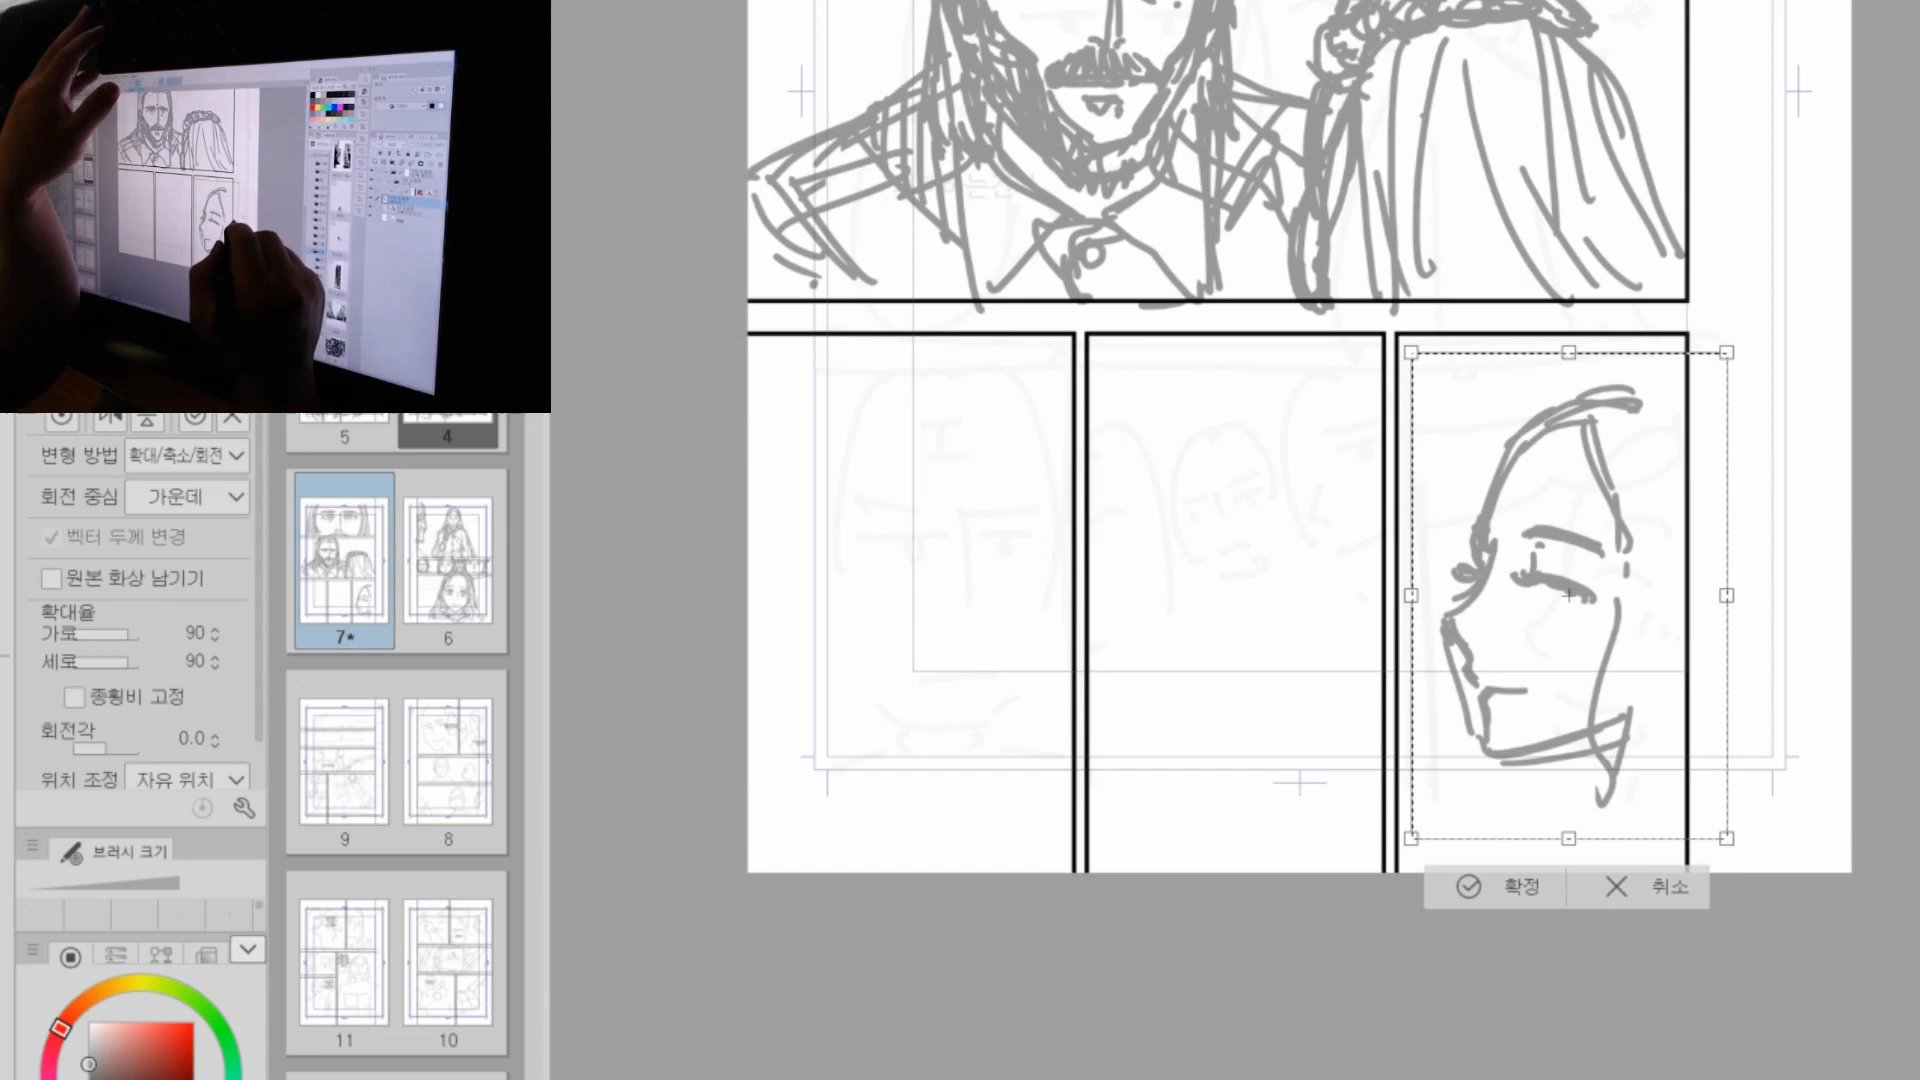 5
4
변형 방법 확대/축소/회전
회전 중심 가운데
벡터 두께 변경
원본 화상 남기기
확대율
가로 90
세로 90
종횡비 고정
회전각 0.0
위치 조정 자유 위치
브러시 크기
7*
6
9
8
11
10
확정 취소